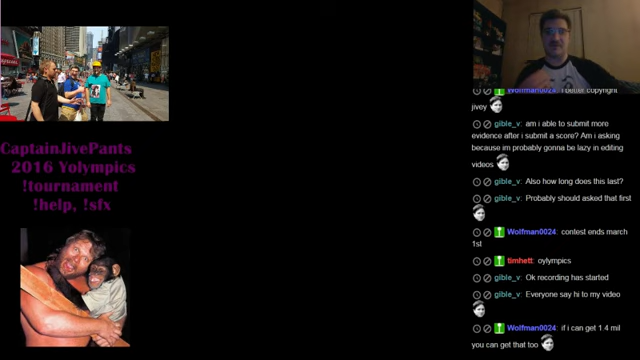 CaptainJivePants
2016 Yolympics
!tournament
!help, !sfx
Wolfman0024: i better copyright
jivey
gible_v: am i able to submit more
evidence after i submit a score? Am i asking
because im probably gonna be lazy in editing
videos
gible_v: Also how long does this last?
gible_v: Probably should asked that first
Wolfman0024: contest ends march
1st
timhett: oylympics
gible_v: Ok recording has started
gible_v: Everyone say hi to my video
Wolfman0024: if i can get 1 4 mil
you can get that too